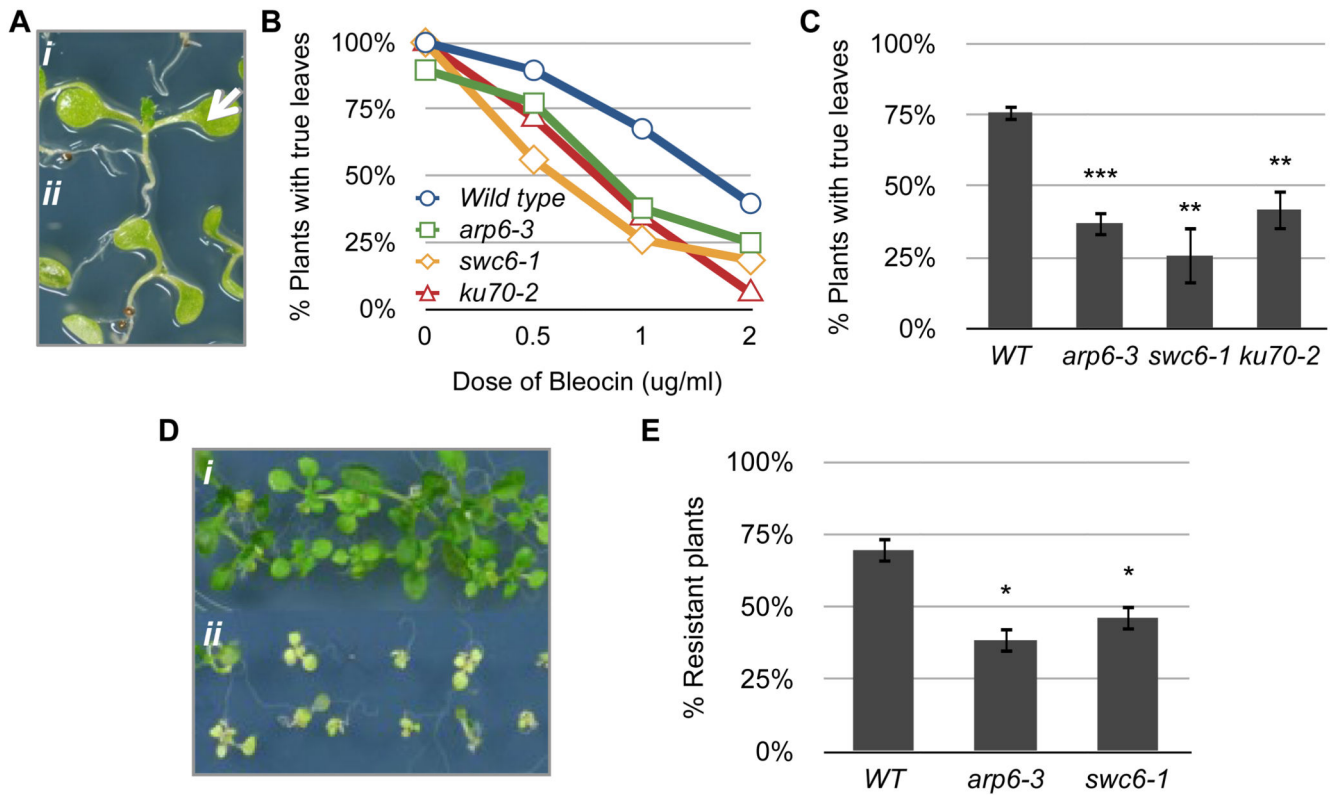 A
i
ii
B
% Plants with true leaves
100%
75%
50%
25%
0%
Wild type
arp6-3
swc6-1
ku70-2
0 0.5 1 2
Dose of Bleocin (ug/ml)
C
% Plants with true leaves
100%
75%
50%
25%
0%
***
**
**
WT arp6-3 swc6-1 ku70-2
D
i
ii
E
% Resistant plants
100%
75%
50%
25%
0%
*
*
WT arp6-3 swc6-1